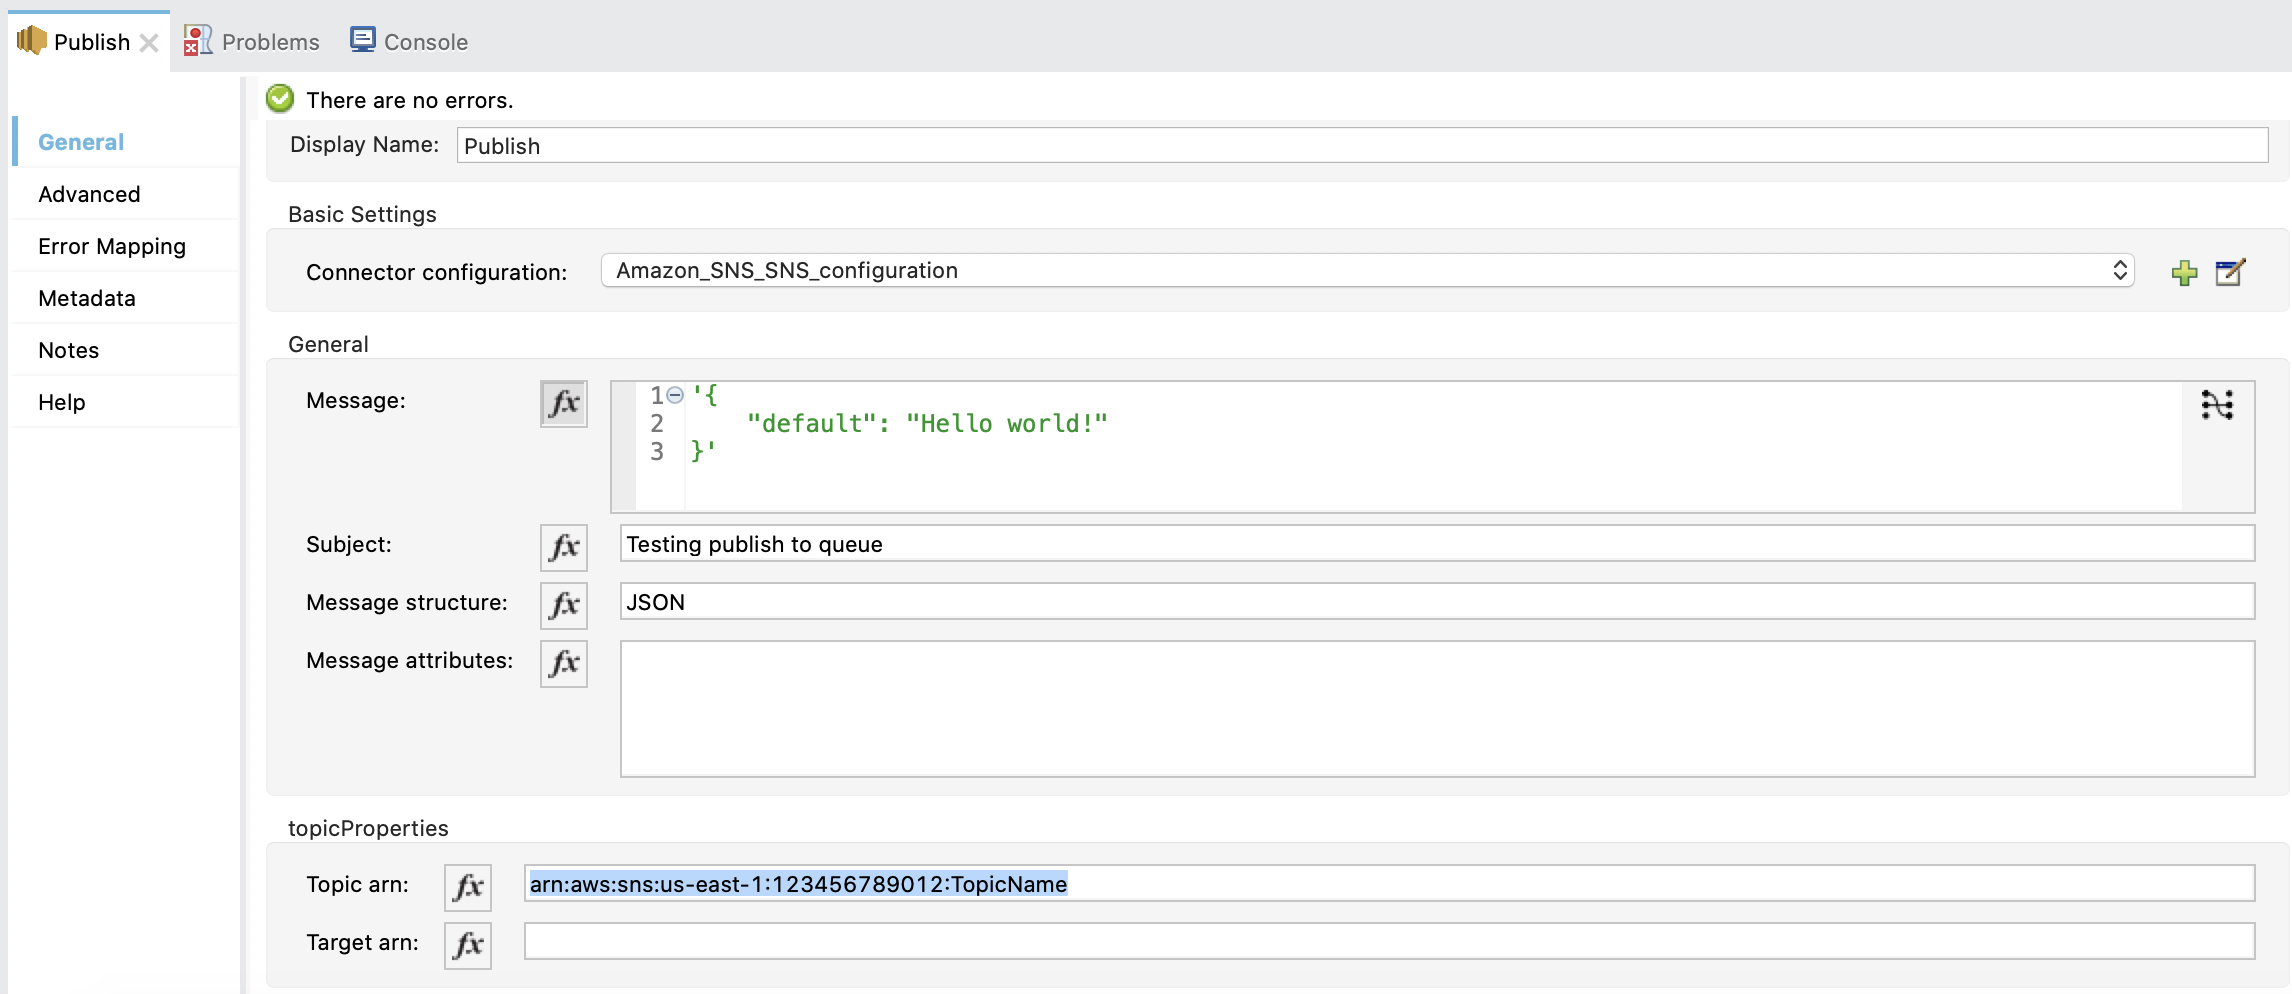 Publish
Problems
Console
General
Advanced
Error Mapping
Metadata
Notes
Help
There are no errors.
Display Name: Publish
Basic Settings
Connector configuration: Amazon_SNS_SNS_configuration
General
Message: fx
1 '{
2 "default": "Hello world!"
3 }'
Subject: fx Testing publish to queue
Message structure: fx JSON
Message attributes: fx
topicProperties
Topic arn: fx arn:aws:sns:us-east-1:123456789012:TopicName
Target arn: fx